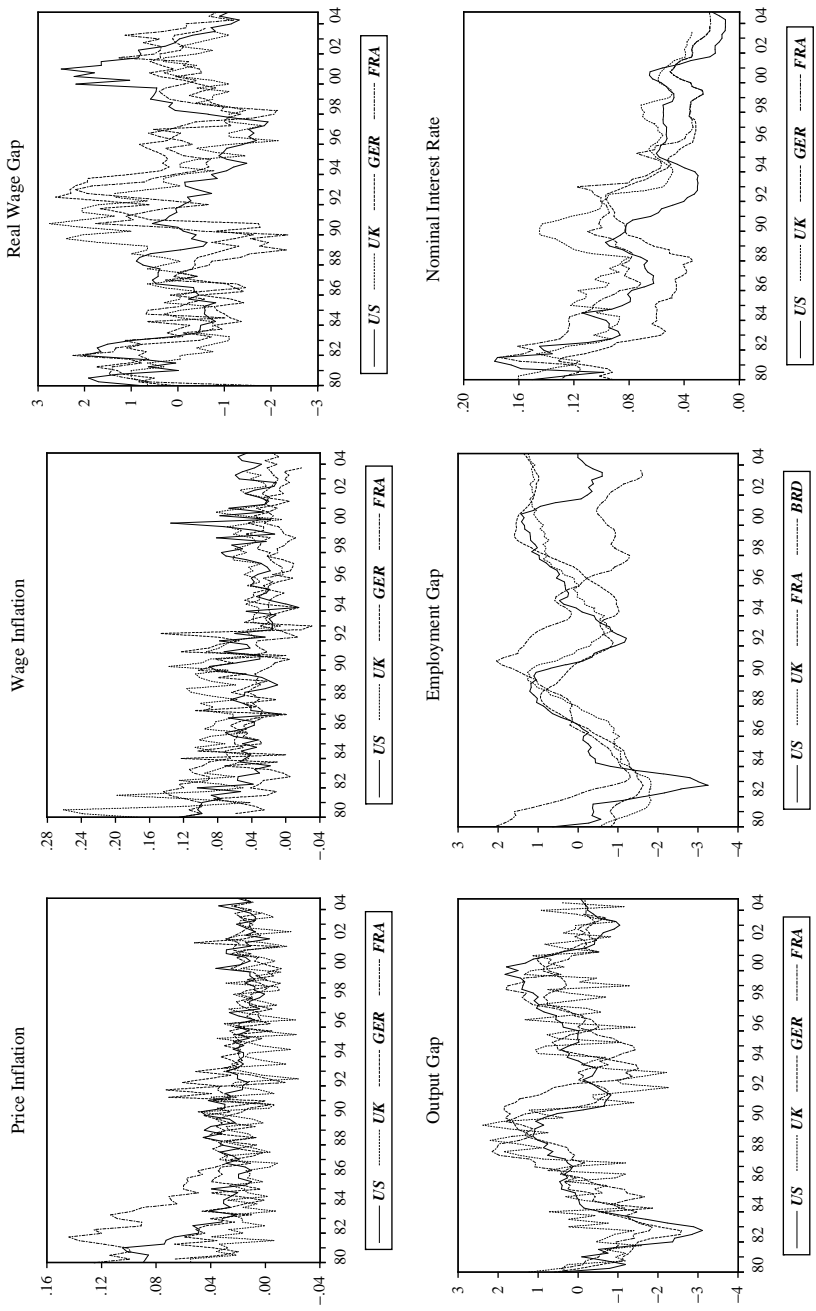 Price Inflation
.16
.12
.08
.04
.00
–.04
80 82 84 86 88 90 92 94 96 98 00 02 04
US UK GER FRA
Wage Inflation
.28
.24
.20
.16
.12
.08
.04
.00
–.04
80 82 84 86 88 90 92 94 96 98 00 02 04
US UK GER FRA
Real Wage Gap
3
2
1
0
–1
–2
–3
80 82 84 86 88 90 92 94 96 98 00 02 04
US UK GER FRA
Output Gap
3
2
1
0
–1
–2
–3
–4
80 82 84 86 88 90 92 94 96 98 00 02 04
US UK GER FRA
Employment Gap
3
2
1
0
–1
–2
–3
–4
80 82 84 86 88 90 92 94 96 98 00 02 04
US UK FRA BRD
Nominal Interest Rate
.20
.16
.12
.08
.04
.00
80 82 84 86 88 90 92 94 96 98 00 02 04
US UK GER FRA